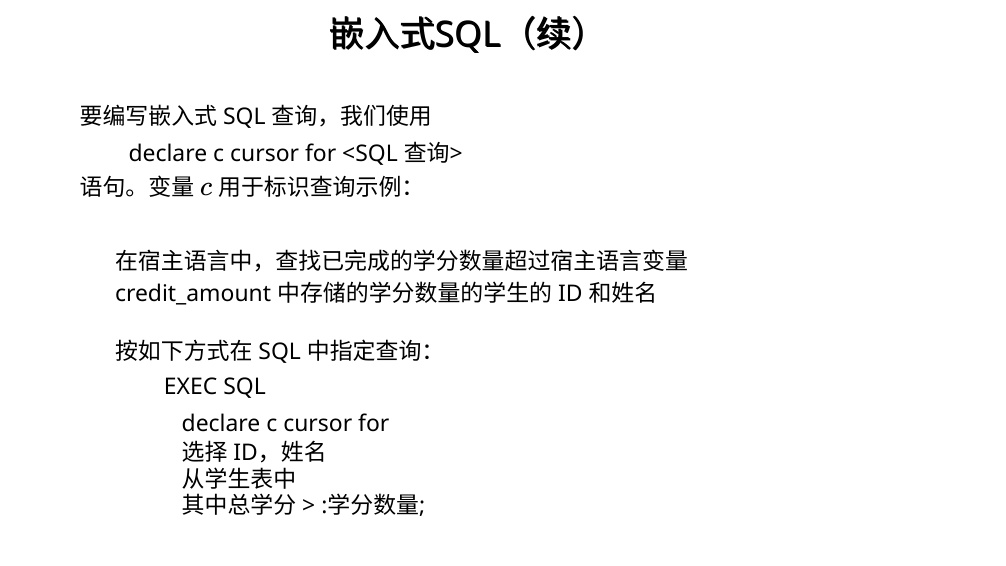 嵌入式SQL（续）
要编写嵌入式 SQL 查询，我们使用
declare c cursor for <SQL 查询>
语句。变量 c 用于标识查询示例：
在宿主语言中，查找已完成的学分数量超过宿主语言变量
credit_amount 中存储的学分数量的学生的 ID 和姓名
按如下方式在 SQL 中指定查询：
EXEC SQL
declare c cursor for
选择 ID，姓名
从学生表中
其中总学分 > :学分数量;